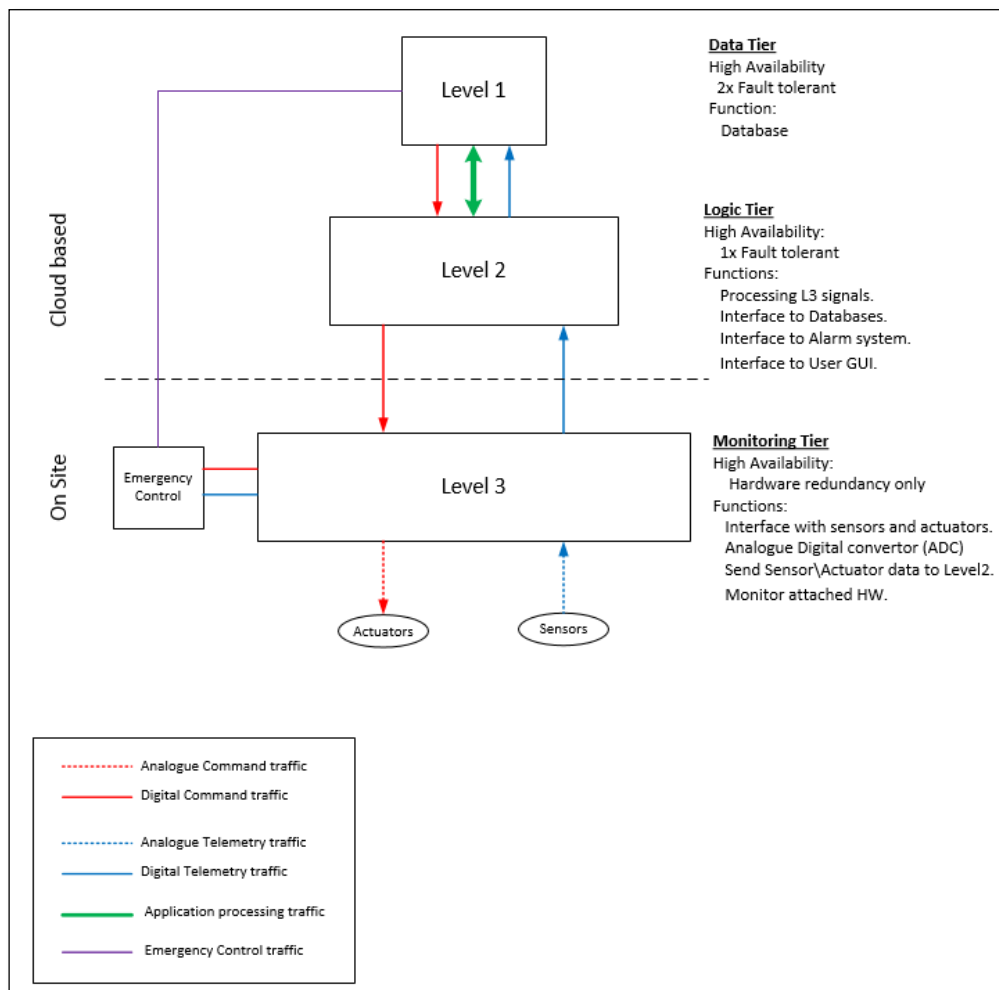 Level 1
Data Tier
High Availability
2x Fault tolerant
Function:
Database
Cloud based
Level 2
Logic Tier
High Availability:
1x Fault tolerant
Functions:
Processing L3 signals.
Interface to Databases.
Interface to Alarm system.
Interface to User GUI.
On Site
Emergency
Control
Level 3
Monitoring Tier
High Availability:
Hardware redundancy only
Functions:
Interface with sensors and actuators.
Analogue Digital convertor (ADC)
Send Sensor\Actuator data to Level2.
Monitor attached HW.
Actuators
Sensors
Analogue Command traffic
Digital Command traffic
Analogue Telemetry traffic
Digital Telemetry traffic
Application processing traffic
Emergency Control traffic